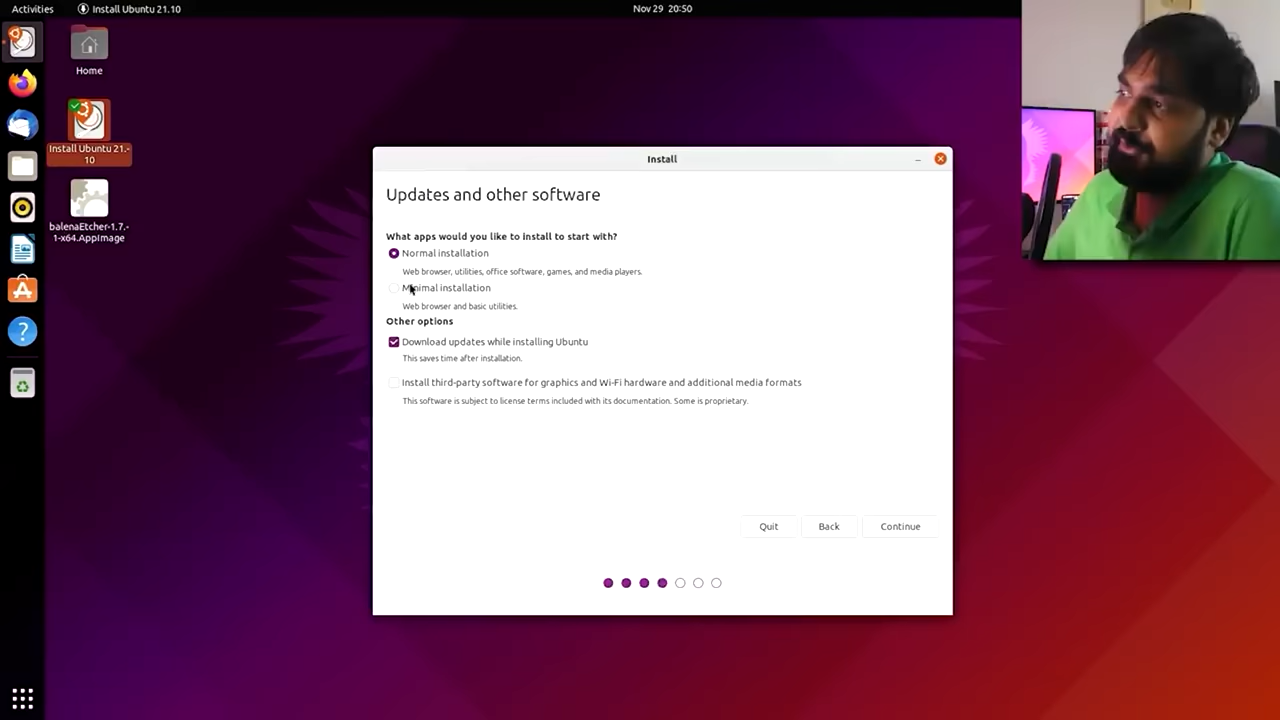 Activities
Install Ubuntu 21.10
Nov 29 20:50
Home
Install Ubuntu 21.-
10
balenaEtcher-1.7.-
1-x64.AppImage
Install
Updates and other software
What apps would you like to install to start with?
Normal installation
Web browser, utilities, office software, games, and media players.
Minimal installation
Web browser and basic utilities.
Other options
Download updates while installing Ubuntu
This saves time after installation.
Install third-party software for graphics and Wi-Fi hardware and additional media formats
This software is subject to license terms included with its documentation. Some is proprietary.
Quit
Back
Continue